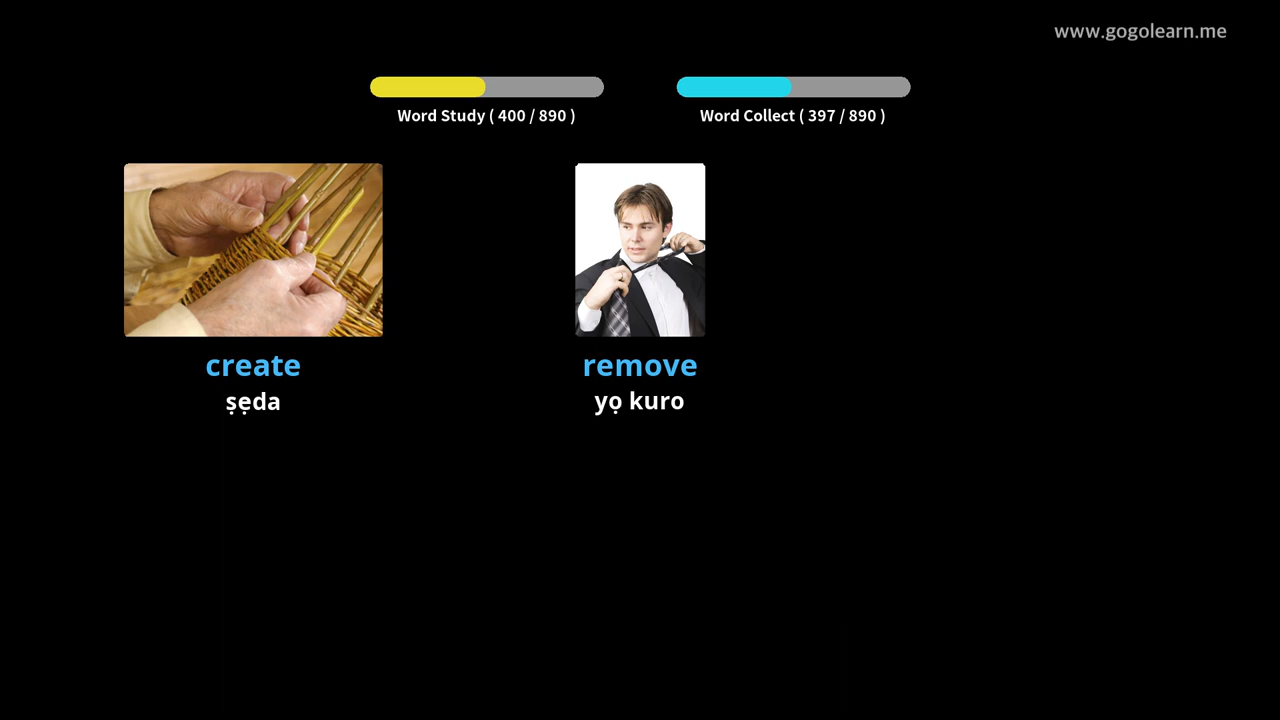 www.gogolearn.me
Word Study ( 400 / 890 )
Word Collect ( 397 / 890 )
create
ṣẹda
remove
yọ kuro